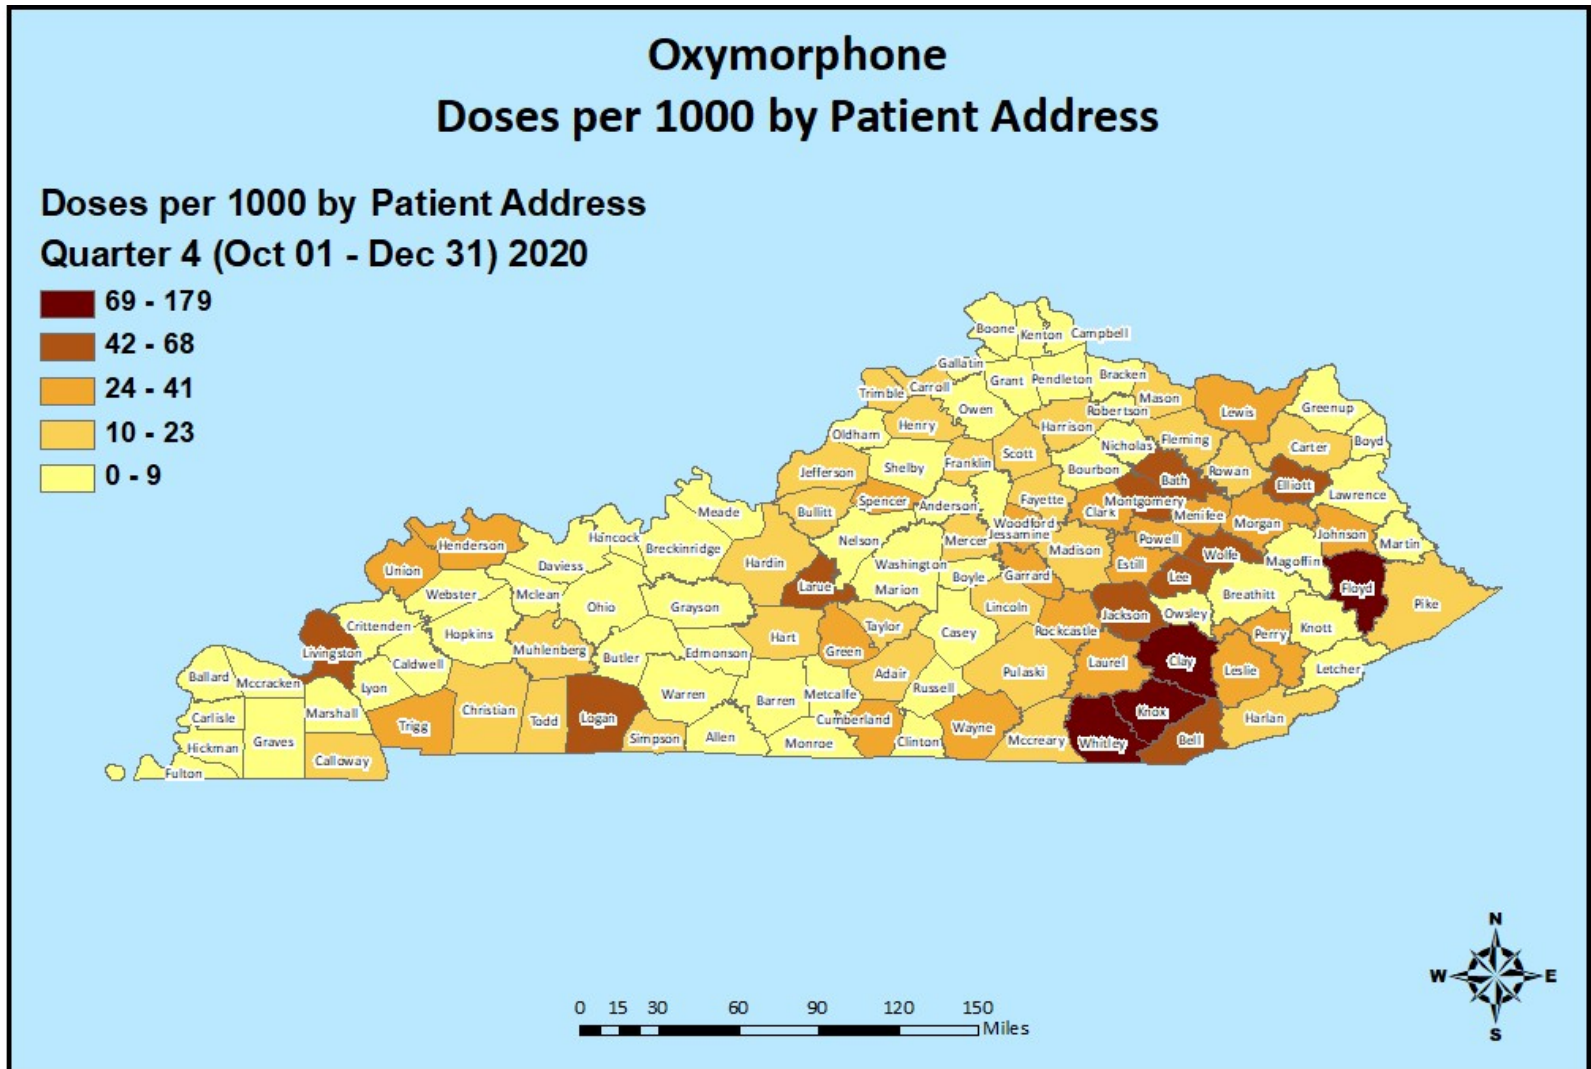 Oxymorphone
Doses per 1000 by Patient Address
Doses per 1000 by Patient Address
Quarter 4 (Oct 01 - Dec 31) 2020
69 - 179
42 - 68
24 - 41
10 - 23
0 - 9
Boone
Kenton
Campbell
Gallatin
Grant
Pendleton
Bracken
Trimble
Carroll
Owen
Robertson
Mason
Lewis
Greenup
Oldham
Henry
Harrison
Nicholas
Fleming
Carter
Boyd
Jefferson
Shelby
Franklin
Scott
Bourbon
Bath
Rowan
Elliott
Lawrence
Meade
Bullitt
Spencer
Anderson
Woodford
Fayette
Clark
Montgomery
Menifee
Morgan
Johnson
Martin
Henderson
Hancock
Breckinridge
Nelson
Mercer
Jessamine
Madison
Powell
Wolfe
Magoffin
Floyd
Union
Daviess
Hardin
Larue
Washington
Marion
Boyle
Garrard
Estill
Lee
Breathitt
Pike
Webster
Mclean
Ohio
Grayson
Crittenden
Hopkins
Muhlenberg
Butler
Edmonson
Hart
Green
Taylor
Casey
Lincoln
Rockcastle
Jackson
Owsley
Perry
Knott
Livingston
Caldwell
Lyon
Warren
Barren
Metcalfe
Adair
Russell
Pulaski
Laurel
Clay
Leslie
Letcher
Ballard
Mccracken
Marshall
Trigg
Christian
Todd
Logan
Simpson
Allen
Monroe
Cumberland
Clinton
Wayne
Mccreary
Whitley
Knox
Bell
Harlan
Carlisle
Graves
Hickman
Fulton
Calloway
N
W
E
S
0 15 30 60 90 120 150
Miles